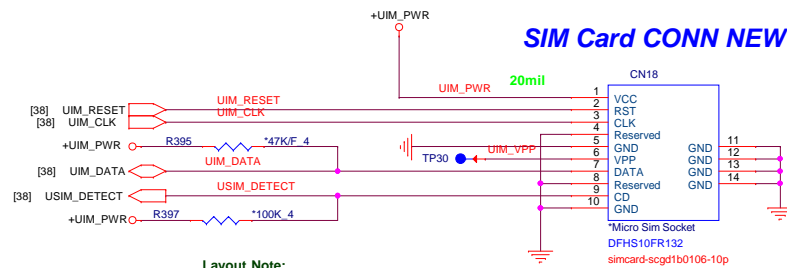 +UIM_PWR
SIM Card CONN NEW
UIM_PWR
20mil
CN18
[38] UIM_RESET
UIM_RESET
[38] UIM_CLK
UIM_CLK
+UIM_PWR
R395
*47K/F_4
[38] UIM_DATA
UIM_DATA
TP30
UIM_VPP
[38] USIM_DETECT
USIM_DETECT
+UIM_PWR
R397
*100K_4
1 VCC
2 RST
3 CLK
4 Reserved
5 GND
6 VPP
7 DATA
8 Reserved
9 CD
10 GND
GND 11
GND 12
GND 13
GND 14
*Micro Sim Socket
DFHS10FR132
simcard-scgd1b0106-10p
Layout Note: